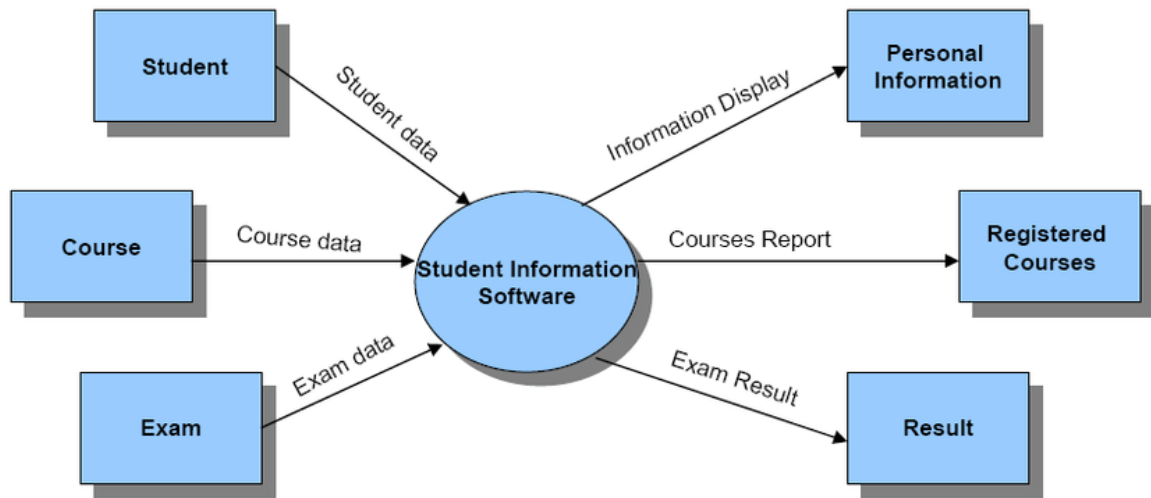 Student
Student data
Information Display
Personal
Information
Course
Course data
Student Information
Software
Courses Report
Registered
Courses
Exam
Exam data
Exam Result
Result